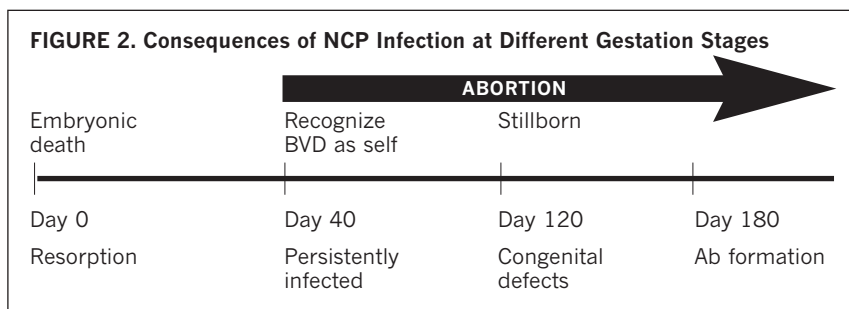 FIGURE 2. Consequences of NCP Infection at Different Gestation Stages
ABORTION
Embryonic
death
Recognize
BVD as self
Stillborn
Day 0
Day 40
Day 120
Day 180
Resorption
Persistently
infected
Congenital
defects
Ab formation